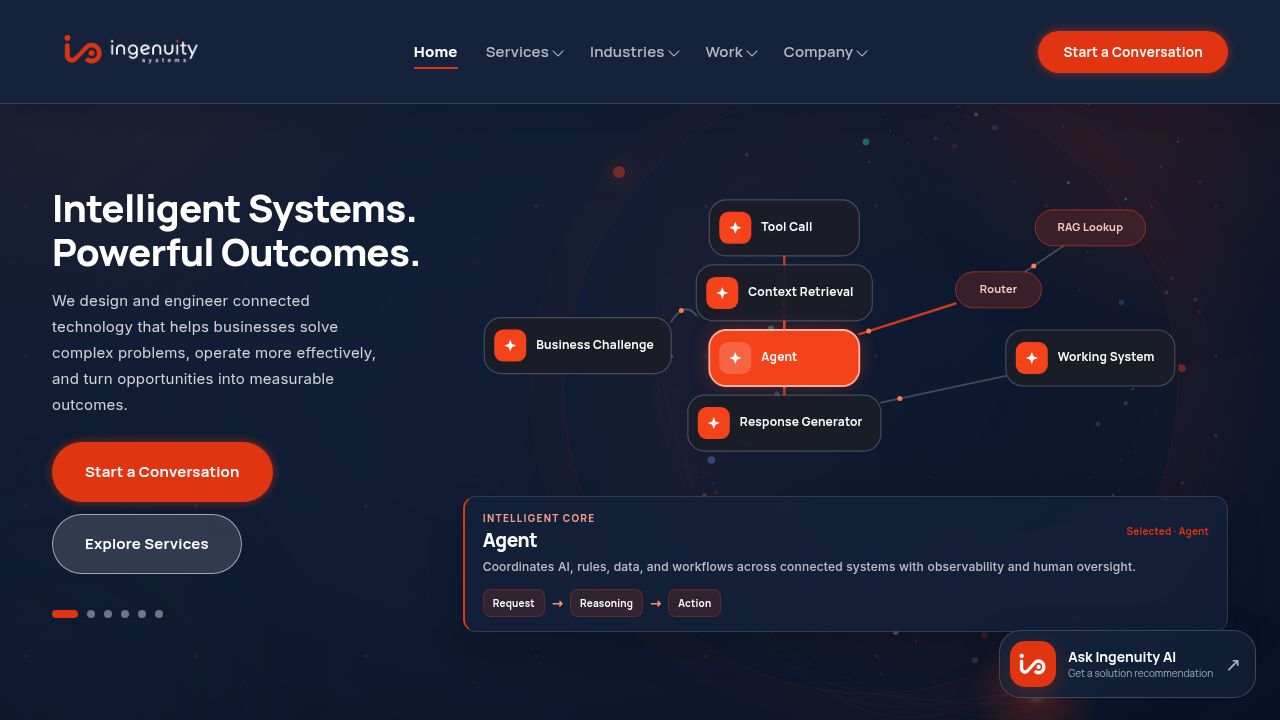 ingenuity
systems
Home
Services
Industries
Work
Company
Start a Conversation
Intelligent Systems.
Powerful Outcomes.
We design and engineer connected
technology that helps businesses solve
complex problems, operate more effectively,
and turn opportunities into measurable
outcomes.
Start a Conversation
Explore Services
Tool Call
RAG Lookup
Context Retrieval
Router
Business Challenge
Agent
Working System
Response Generator
INTELLIGENT CORE
Agent
Selected · Agent
Coordinates AI, rules, data, and workflows across connected systems with observability and human oversight.
Request → Reasoning → Action
Ask Ingenuity AI
Get a solution recommendation ↗